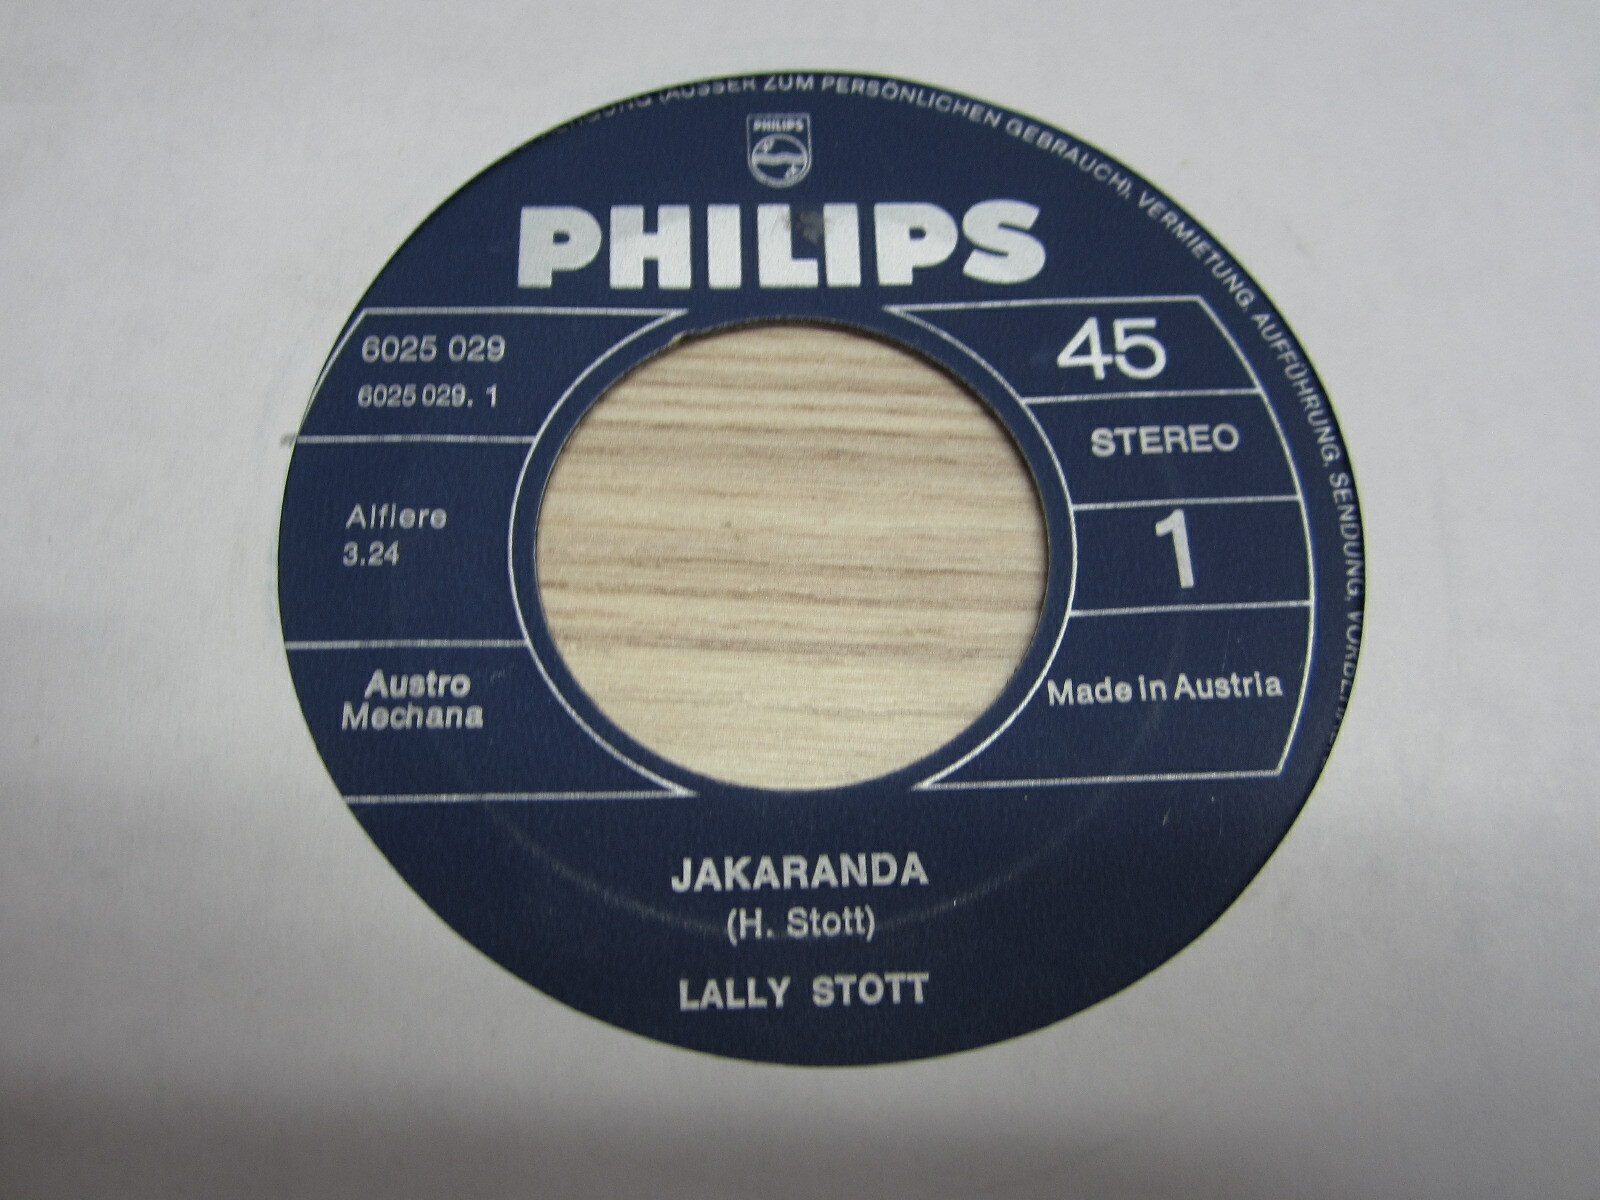 (AUSSER ZUM PERSÖNLICHEN GEBRAUCH), VERMIETUNG, AUFFÜHRUNG, SENDUNG,
PHILIPS
PHILIPS
6025 029
6025 029. 1
45
STEREO
Alfiere
3.24
1
Austro
Mechana
Made in Austria
JAKARANDA
(H. Stott)
LALLY STOTT